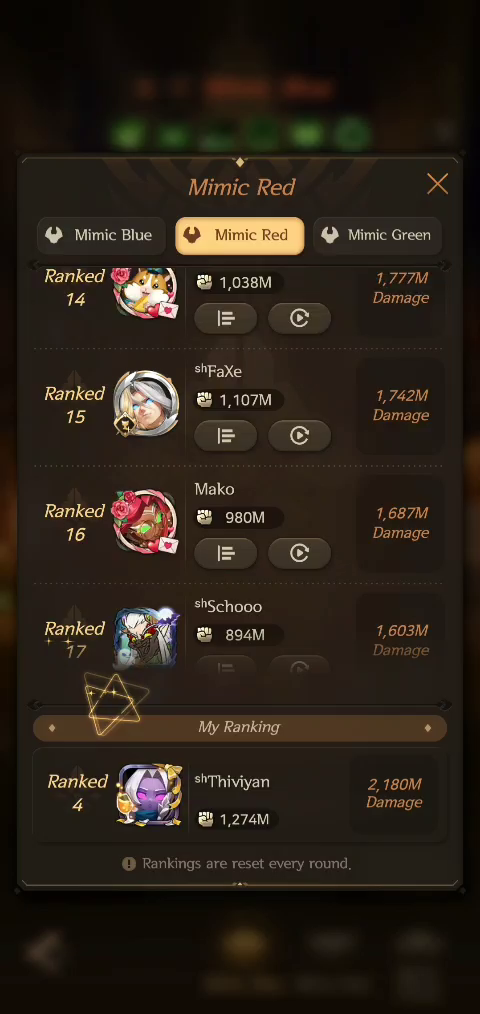 Mimic Red
Mimic Blue
Mimic Red
Mimic Green
Ranked
14
1,038M
1,777M
Damage
Ranked
15
shFaXe
1,107M
1,742M
Damage
Ranked
16
Mako
980M
1,687M
Damage
Ranked
17
shSchooo
894M
1,603M
Damage
My Ranking
Ranked
4
shThiviyan
1,274M
2,180M
Damage
Rankings are reset every round.